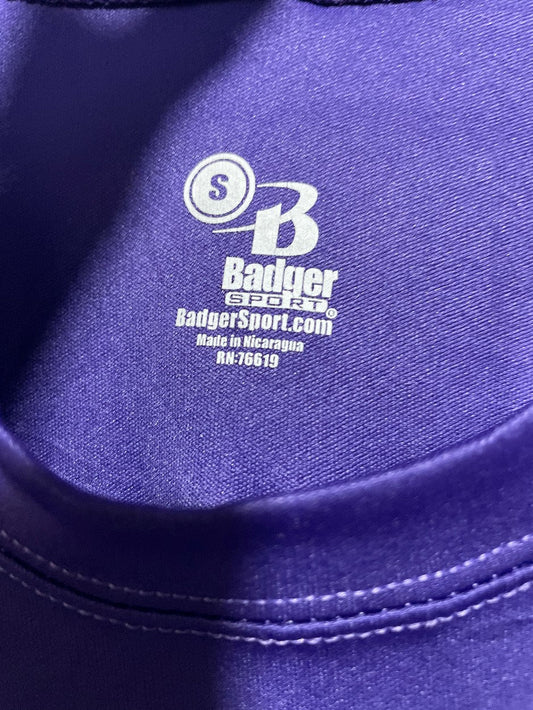 S
B
Badger
SPORT®
BadgerSport.com
Made in Nicaragua
RN:76619